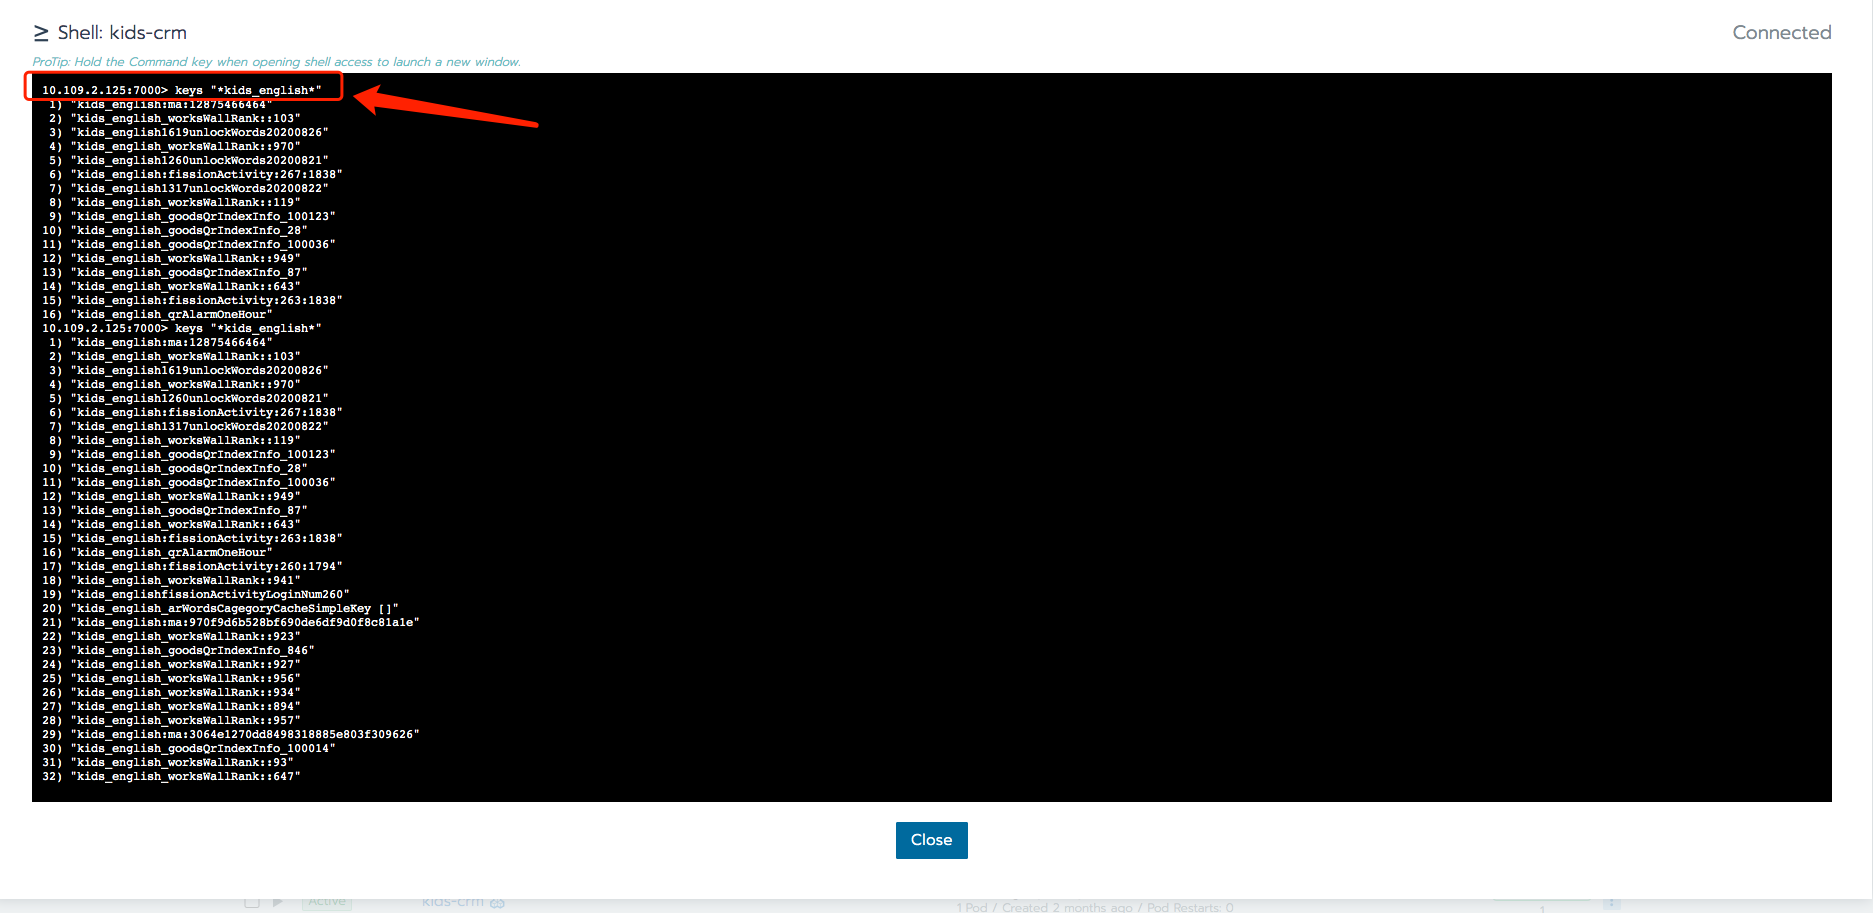 ≥ Shell: kids-crm
Connected
ProTip: Hold the Command key when opening shell access to launch a new window.
10.109.2.125:7000> keys "*kids_english*"
1) "kids_english:ma:12875466464"
2) "kids_english_worksWallRank::103"
3) "kids_english1619unlockWords20200826"
4) "kids_english_worksWallRank::970"
5) "kids_english1260unlockWords20200821"
6) "kids_english:fissionActivity:267:1838"
7) "kids_english1317unlockWords20200822"
8) "kids_english_worksWallRank::119"
9) "kids_english_goodsQrIndexInfo_100123"
10) "kids_english_goodsQrIndexInfo_28"
11) "kids_english_goodsQrIndexInfo_100036"
12) "kids_english_worksWallRank::949"
13) "kids_english_goodsQrIndexInfo_87"
14) "kids_english_worksWallRank::643"
15) "kids_english:fissionActivity:263:1838"
16) "kids_english_qrAlarmOneHour"
10.109.2.125:7000> keys "*kids_english*"
1) "kids_english:ma:12875466464"
2) "kids_english_worksWallRank::103"
3) "kids_english1619unlockWords20200826"
4) "kids_english_worksWallRank::970"
5) "kids_english1260unlockWords20200821"
6) "kids_english:fissionActivity:267:1838"
7) "kids_english1317unlockWords20200822"
8) "kids_english_worksWallRank::119"
9) "kids_english_goodsQrIndexInfo_100123"
10) "kids_english_goodsQrIndexInfo_28"
11) "kids_english_goodsQrIndexInfo_100036"
12) "kids_english_worksWallRank::949"
13) "kids_english_goodsQrIndexInfo_87"
14) "kids_english_worksWallRank::643"
15) "kids_english:fissionActivity:263:1838"
16) "kids_english_qrAlarmOneHour"
17) "kids_english:fissionActivity:260:1794"
18) "kids_english_worksWallRank::941"
19) "kids_englishfissionActivityLoginNum260"
20) "kids_english_arWordsCagegoryCacheSimpleKey []"
21) "kids_english:ma:970f9d6b528bf690de6df9d0f8c81a1e"
22) "kids_english_worksWallRank::923"
23) "kids_english_goodsQrIndexInfo_846"
24) "kids_english_worksWallRank::927"
25) "kids_english_worksWallRank::956"
26) "kids_english_worksWallRank::934"
27) "kids_english_worksWallRank::894"
28) "kids_english_worksWallRank::957"
29) "kids_english:ma:3064e1270dd8498318885e803f309626"
30) "kids_english_goodsQrIndexInfo_100014"
31) "kids_english_worksWallRank::93"
32) "kids_english_worksWallRank::647"
Close
Active
kids-crm
1 Pod / Created 2 months ago / Pod Restarts: 0
1